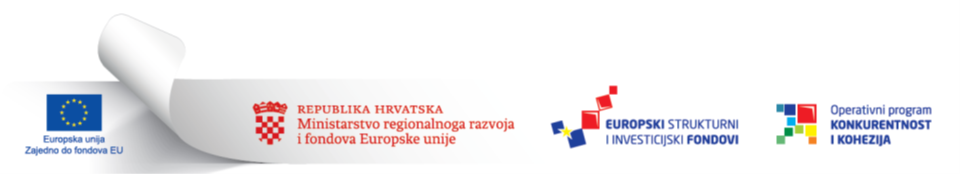 Europska unija
Zajedno do fondova EU
REPUBLIKA HRVATSKA
Ministarstvo regionalnoga razvoja
i fondova Europske unije
EUROPSKI STRUKTURNI
I INVESTICIJSKI FONDOVI
Operativni program
KONKURENTNOST
I KOHEZIJA